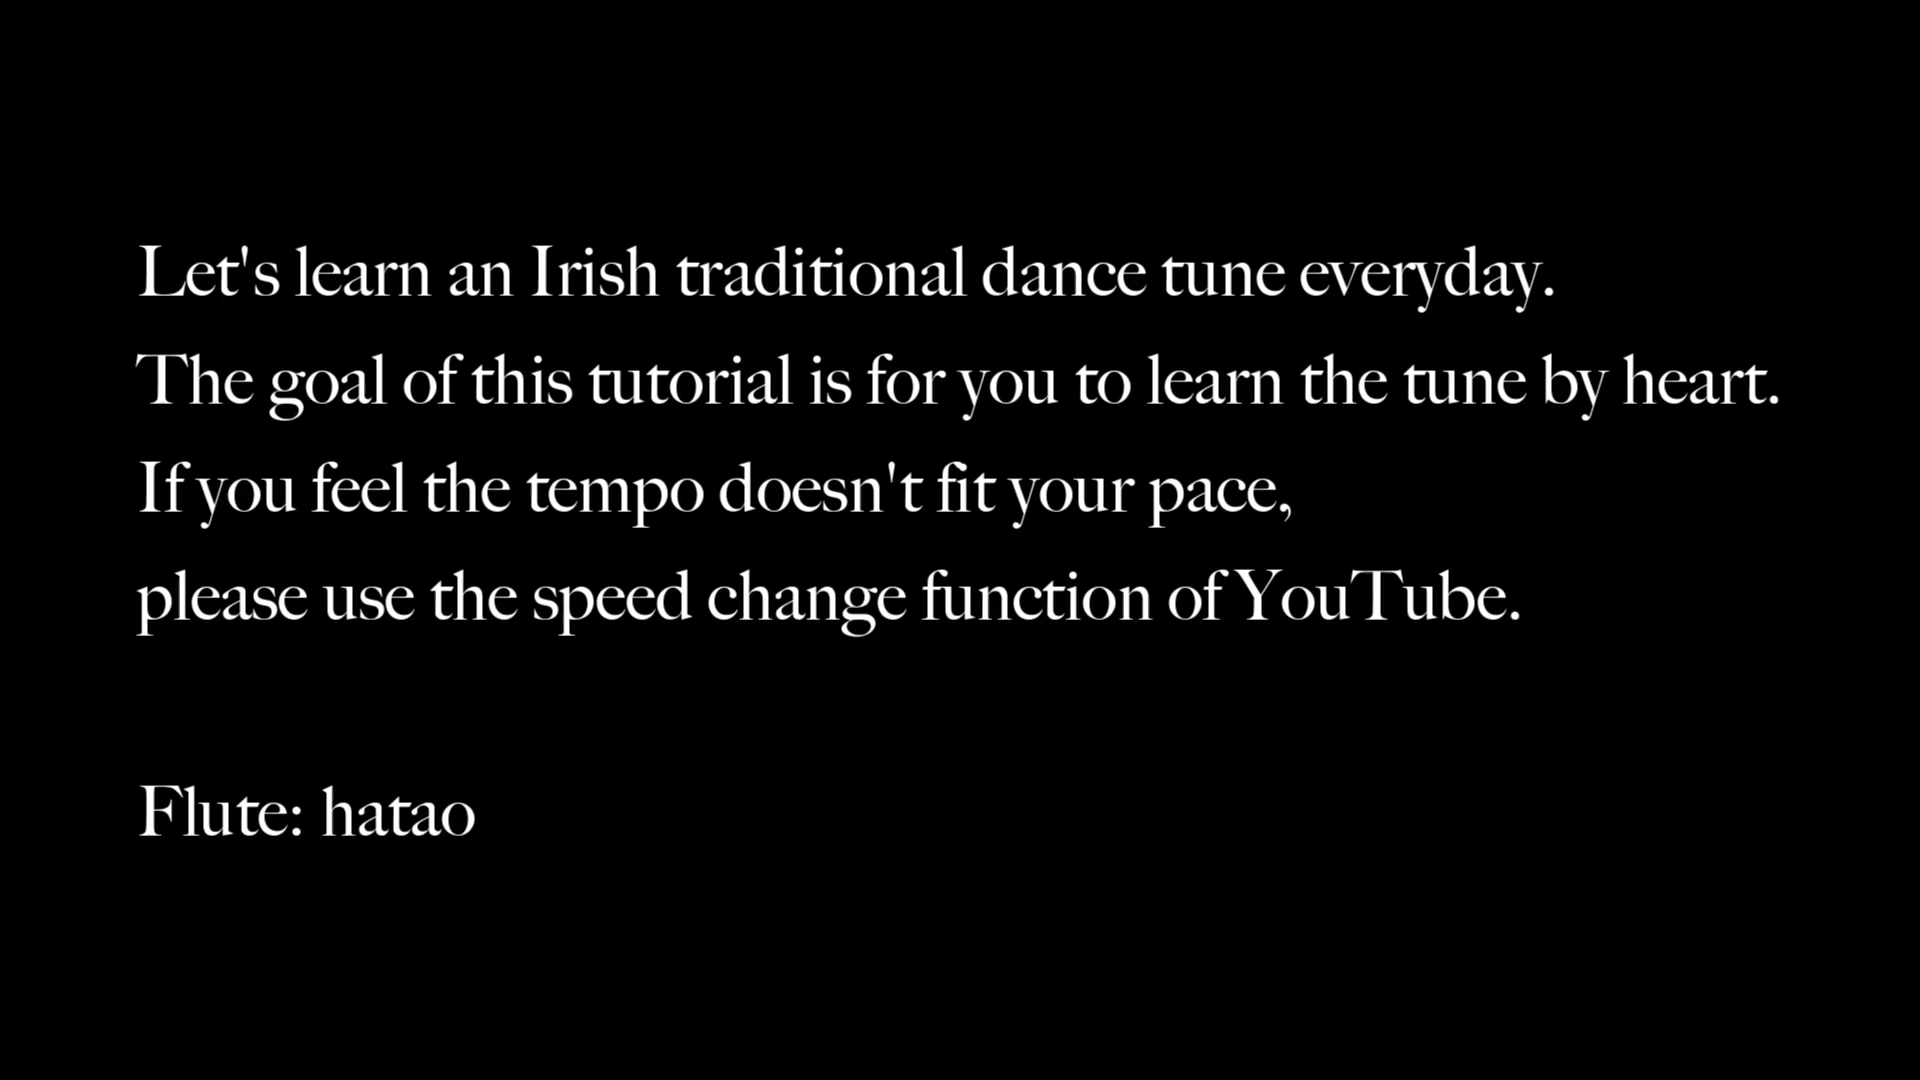 Let's learn an Irish traditional dance tune everyday.
The goal of this tutorial is for you to learn the tune by heart.
If you feel the tempo doesn't fit your pace,
please use the speed change function of YouTube.
Flute: hatao